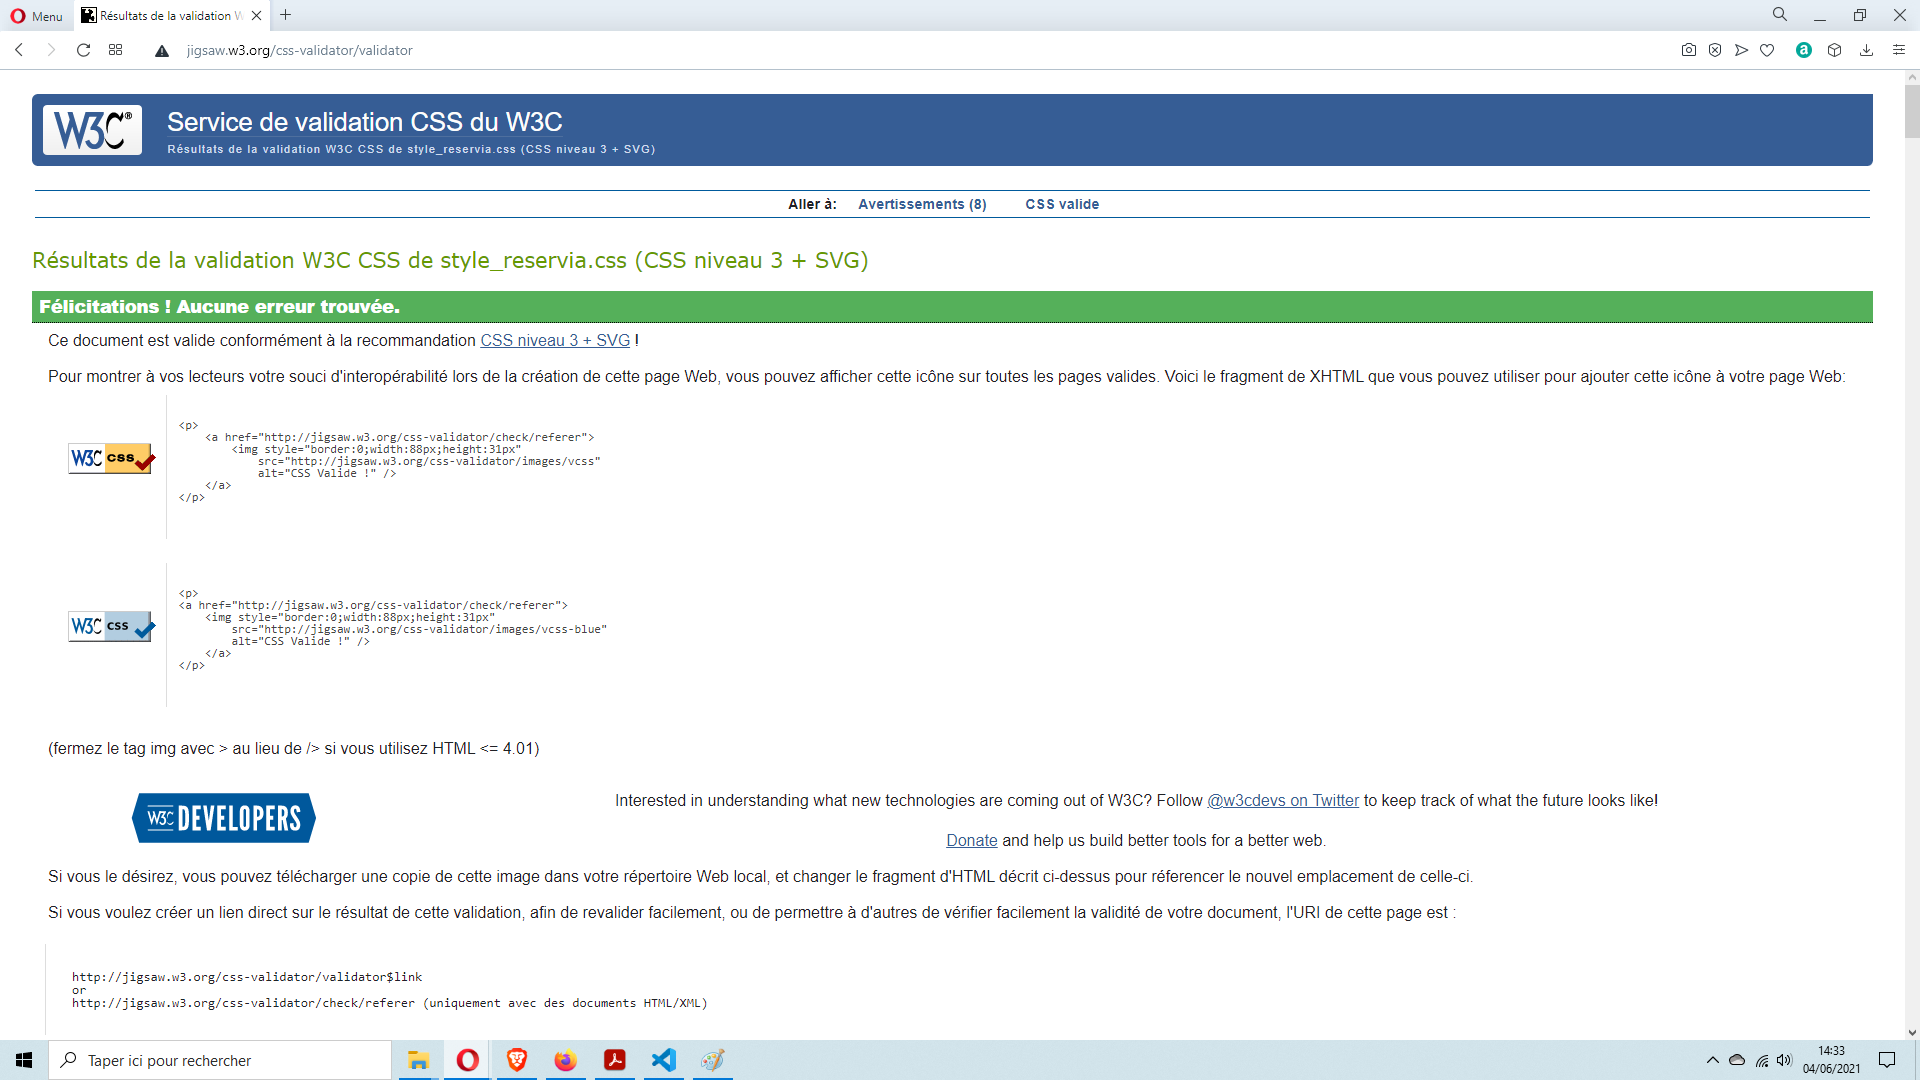 Menu
Résultats de la validation W
jigsaw.w3.org/css-validator/validator
W3C®
Service de validation CSS du W3C
Résultats de la validation W3C CSS de style_reservia.css (CSS niveau 3 + SVG)
Aller à: Avertissements (8) CSS valide
Résultats de la validation W3C CSS de style_reservia.css (CSS niveau 3 + SVG)
Félicitations ! Aucune erreur trouvée.
Ce document est valide conformément à la recommandation CSS niveau 3 + SVG !
Pour montrer à vos lecteurs votre souci d'interopérabilité lors de la création de cette page Web, vous pouvez afficher cette icône sur toutes les pages valides. Voici le fragment de XHTML que vous pouvez utiliser pour ajouter cette icône à votre page Web:
W3C css
<p>
<a href="http://jigsaw.w3.org/css-validator/check/referer">
<img style="border:0;width:88px;height:31px"
src="http://jigsaw.w3.org/css-validator/images/vcss"
alt="CSS Valide !" />
</a>
</p>
W3C css
<p>
<a href="http://jigsaw.w3.org/css-validator/check/referer">
<img style="border:0;width:88px;height:31px"
src="http://jigsaw.w3.org/css-validator/images/vcss-blue"
alt="CSS Valide !" />
</a>
</p>
(fermez le tag img avec > au lieu de /> si vous utilisez HTML <= 4.01)
W3C DEVELOPERS
Interested in understanding what new technologies are coming out of W3C? Follow @w3cdevs on Twitter to keep track of what the future looks like!
Donate and help us build better tools for a better web.
Si vous le désirez, vous pouvez télécharger une copie de cette image dans votre répertoire Web local, et changer le fragment d'HTML décrit ci-dessus pour réferencer le nouvel emplacement de celle-ci.
Si vous voulez créer un lien direct sur le résultat de cette validation, afin de revalider facilement, ou de permettre à d'autres de vérifier facilement la validité de votre document, l'URI de cette page est :
http://jigsaw.w3.org/css-validator/validator$link
or
http://jigsaw.w3.org/css-validator/check/referer (uniquement avec des documents HTML/XML)
Taper ici pour rechercher
14:33
04/06/2021